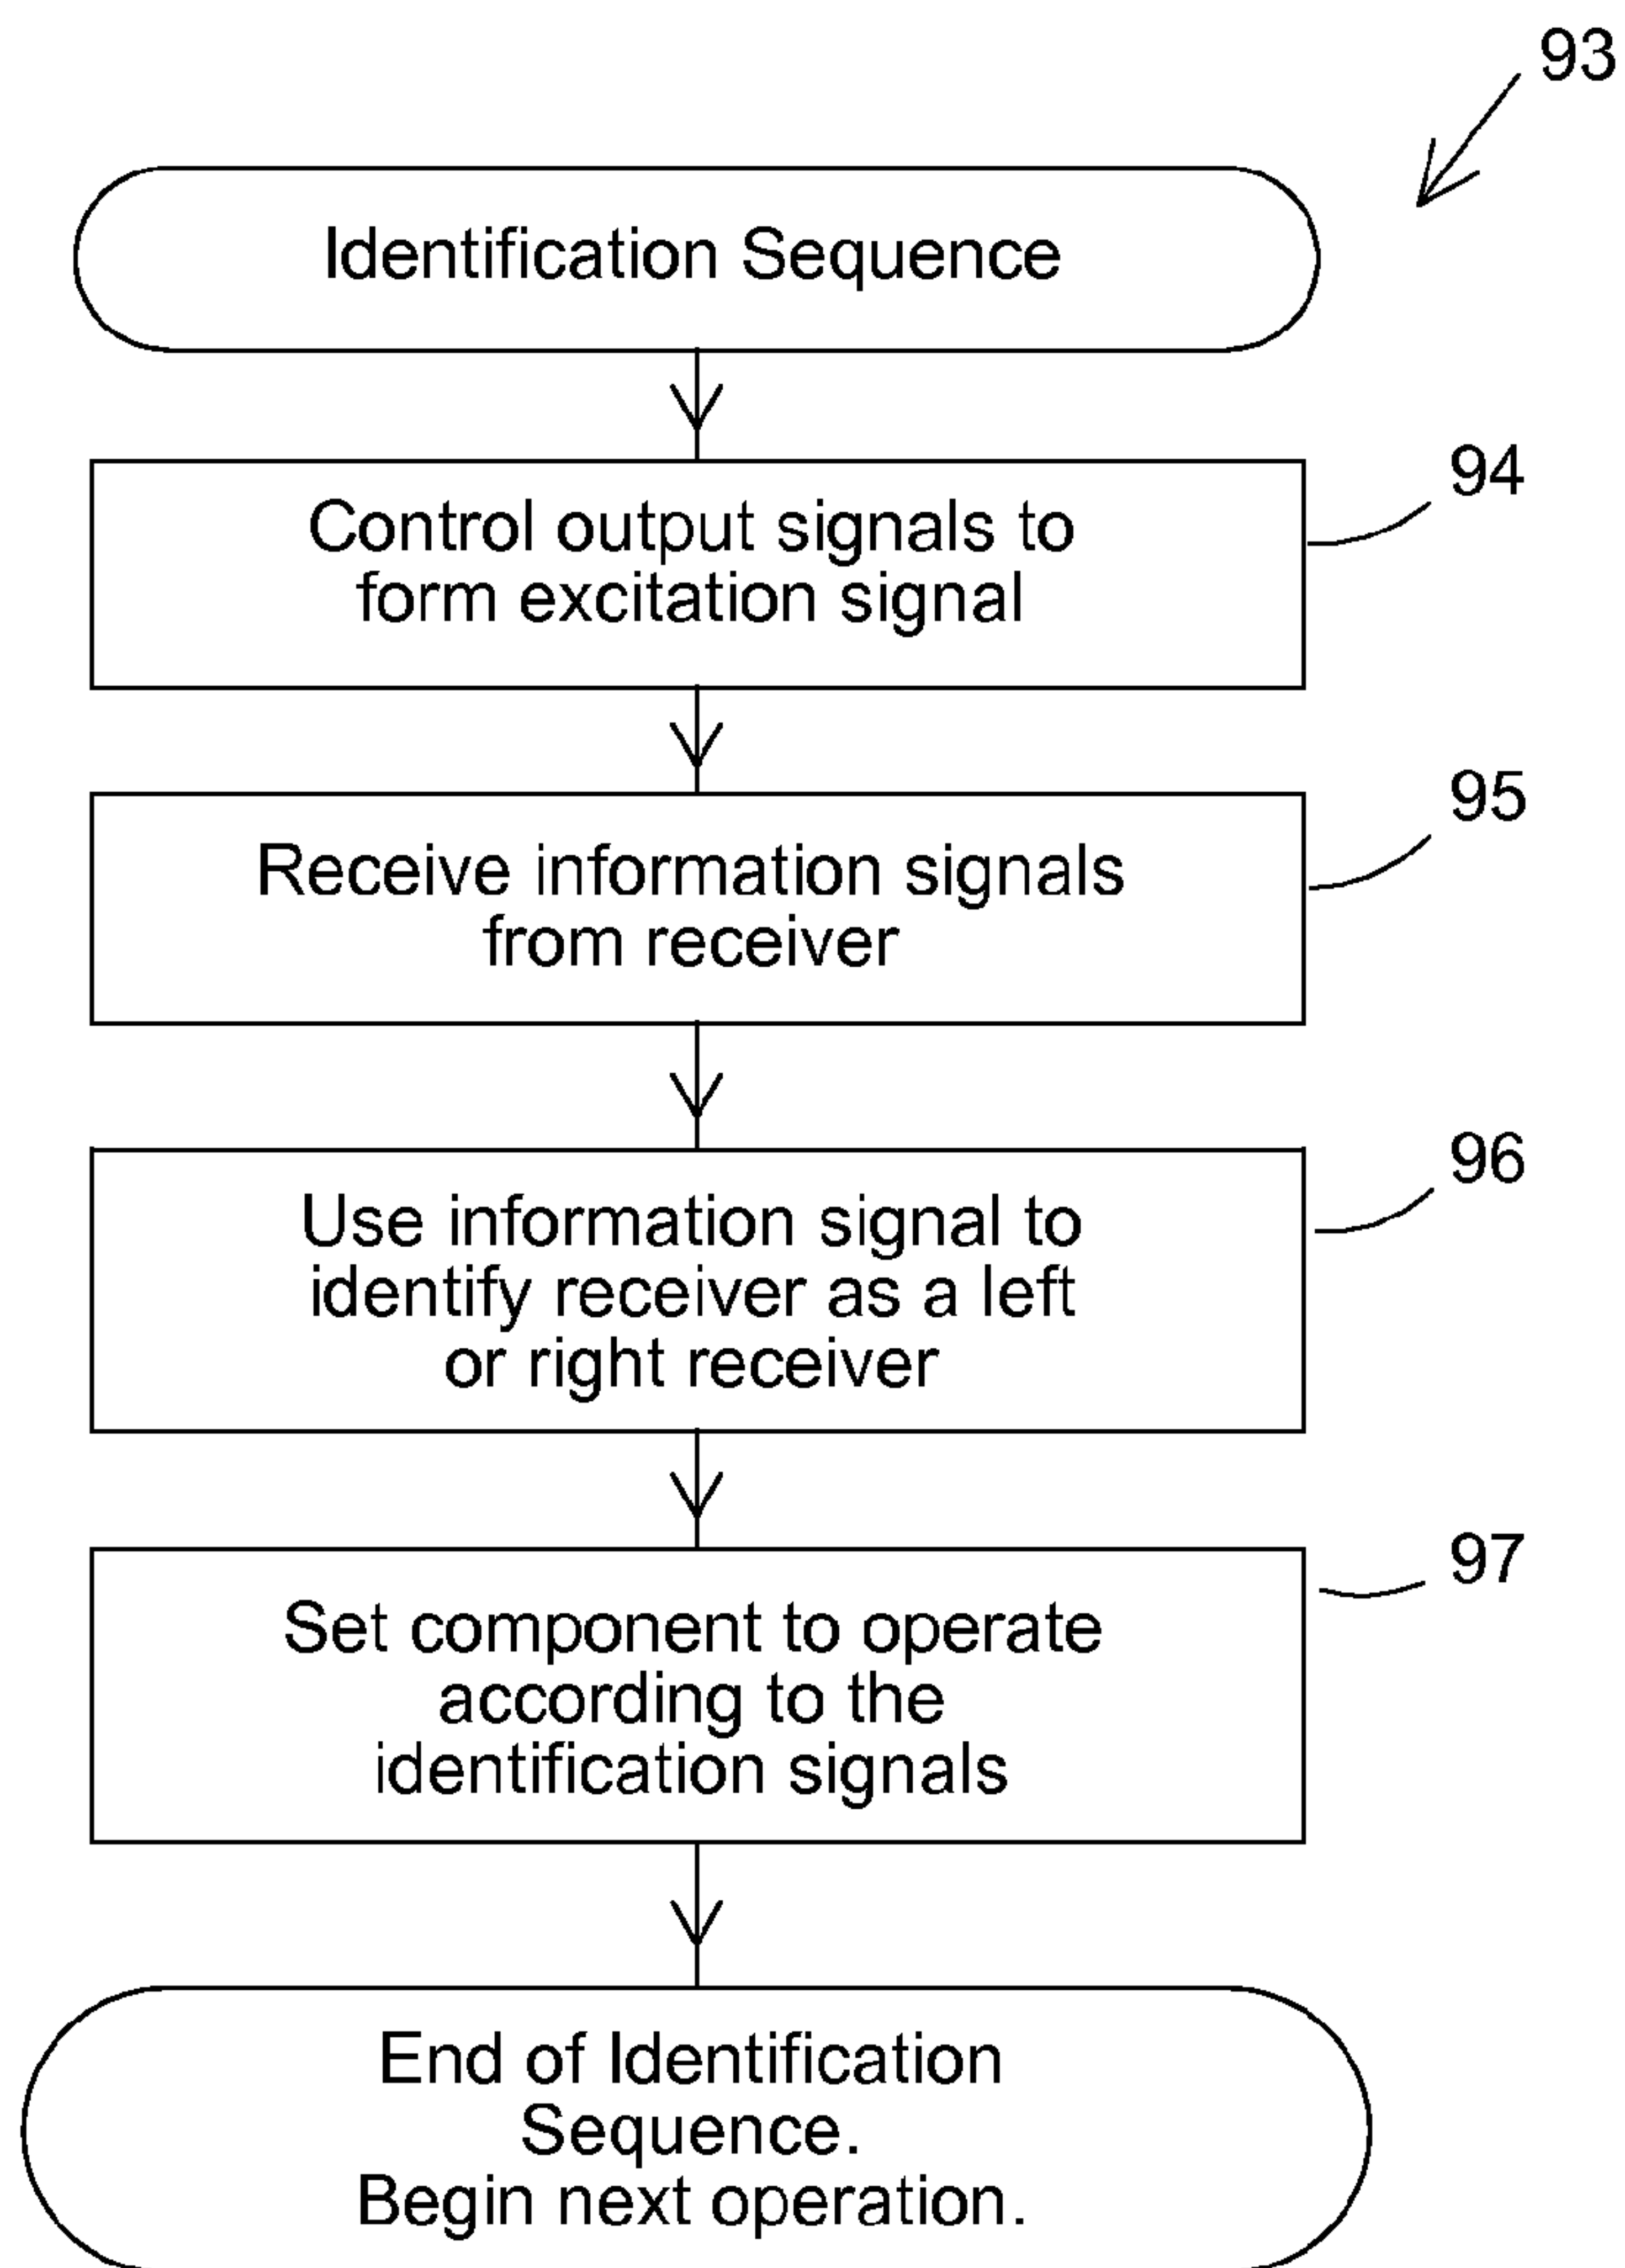 93
Identification Sequence
94
Control output signals to
form excitation signal
95
Receive information signals
from receiver
96
Use information signal to
identify receiver as a left
or right receiver
97
Set component to operate
according to the
identification signals
End of Identification
Sequence.
Begin next operation.